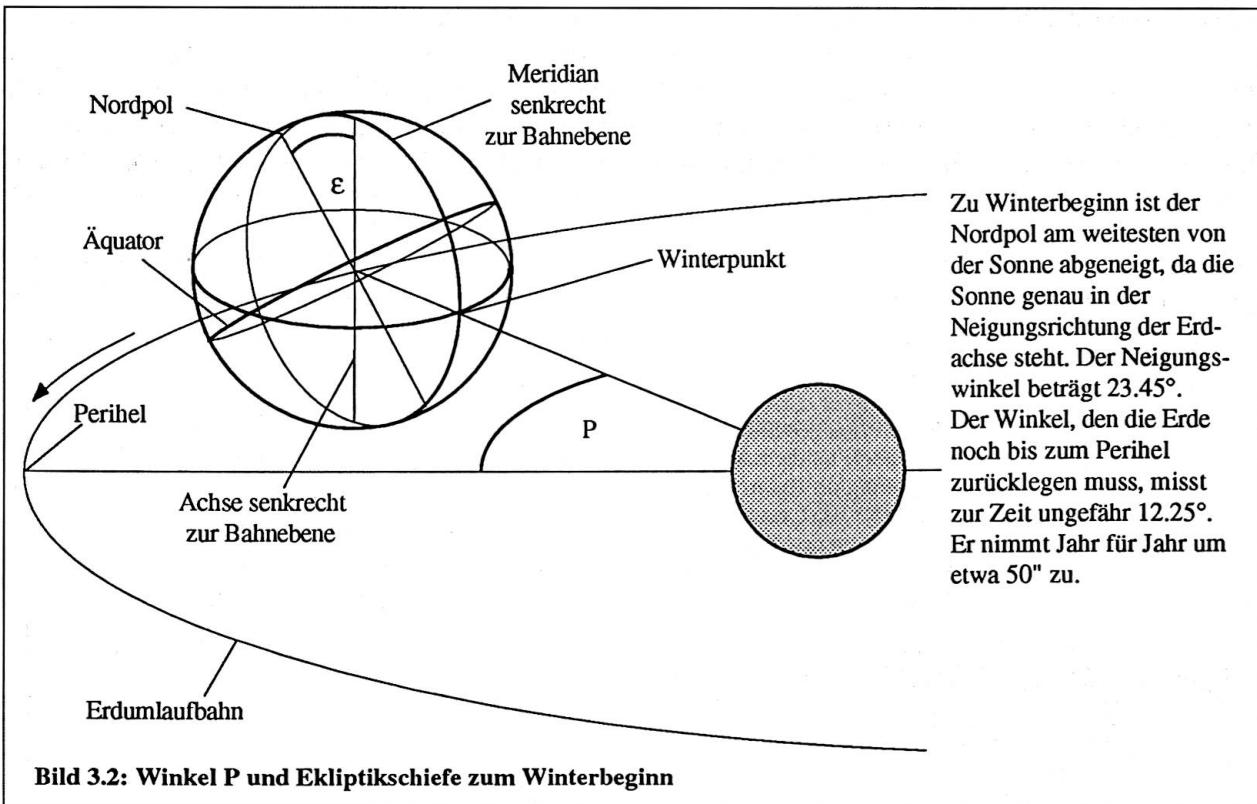 Meridian
senkrecht
zur Bahnebene
Nordpol
ε
Äquator
Winterpunkt
Perihel
P
Achse senkrecht
zur Bahnebene
Erdumlaufbahn
Zu Winterbeginn ist der
Nordpol am weitesten von
der Sonne abgeneigt, da die
Sonne genau in der
Neigungsrichtung der Erd-
achse steht. Der Neigungs-
winkel beträgt 23.45°.
Der Winkel, den die Erde
noch bis zum Perihel
zurücklegen muss, misst
zur Zeit ungefähr 12.25°.
Er nimmt Jahr für Jahr um
etwa 50" zu.
Bild 3.2: Winkel P und Ekliptikschiefe zum Winterbeginn